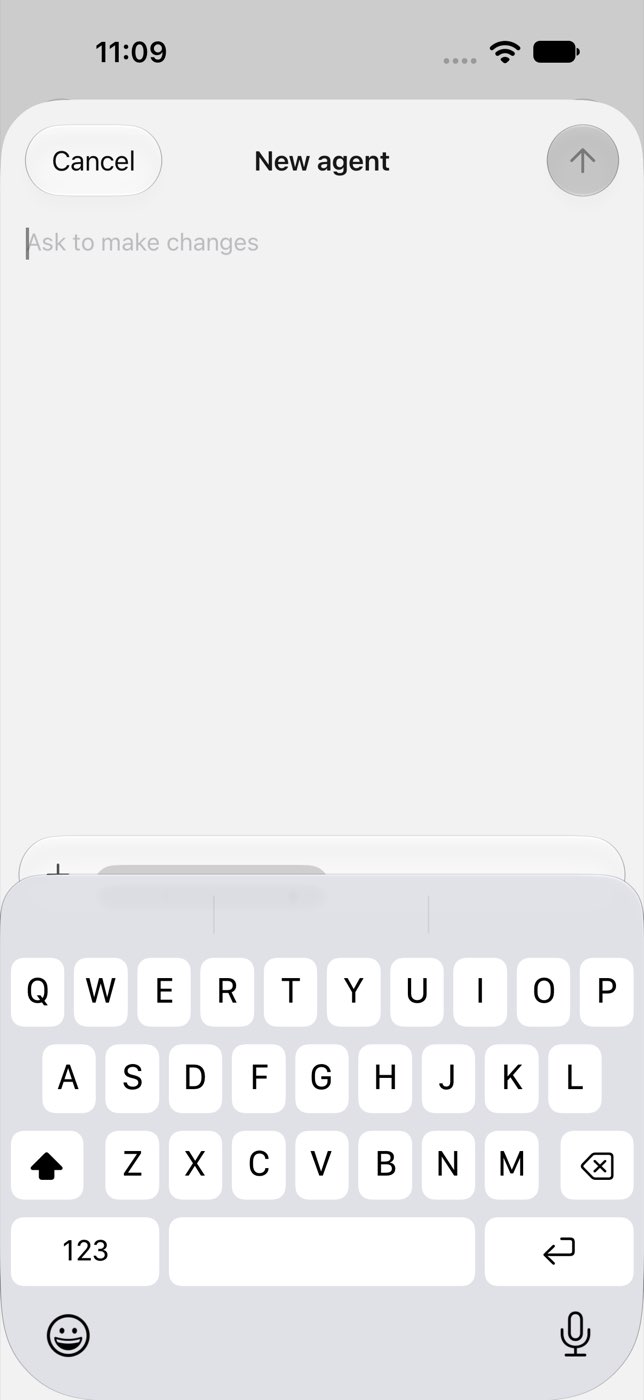 11:09
Cancel
New agent
Ask to make changes
Q W E R T Y U I O P
A S D F G H J K L
Z X C V B N M
123